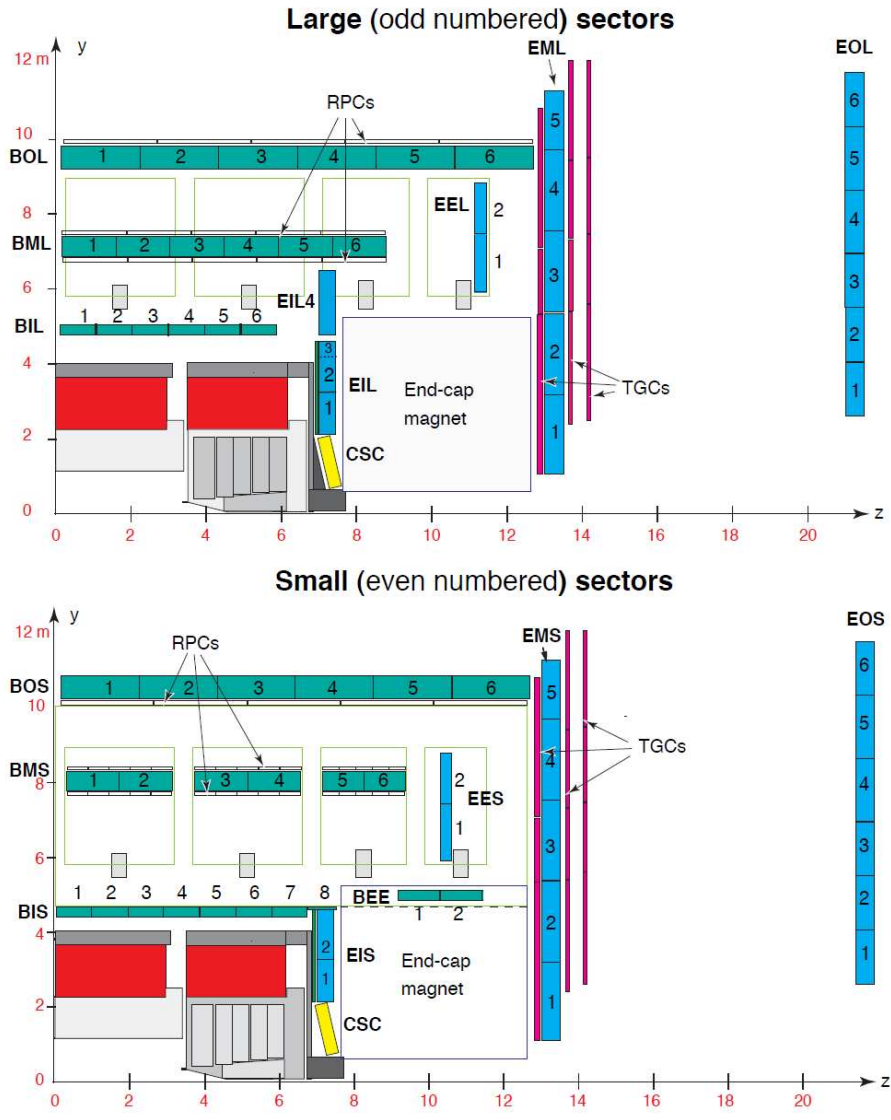 Large (odd numbered) sectors
y
12 m
EML
EOL
RPCs
5
6
10
BOL
1 2 3 4 5 6
5
4
8
EEL
2
4
BML
1 2 3 4 5 6
1
3
3
6
EIL4
BIL
1 2 3 4 5 6
2
2
4
3
EIL
2
End-cap
magnet
TGCs
1
1
1
2
CSC
0
z
0 2 4 6 8 10 12 14 16 18 20
Small (even numbered) sectors
y
12 m
EMS
EOS
RPCs
6
BOS
1 2 3 4 5 6
5
10
5
TGCs
BMS
1 2 3 4 5 6
2
4
4
8
EES
1
3
3
6
1 2 3 4 5 6 7 8
BEE
1 2
2
BIS
4
2
2
EIS
End-cap
magnet
1
1
1
2
CSC
0
z
0 2 4 6 8 10 12 14 16 18 20